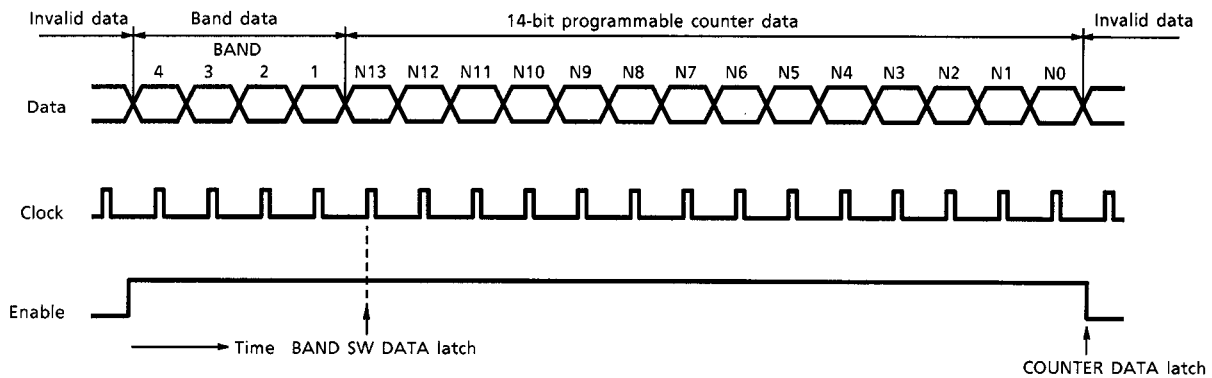 Invalid data Band data 14-bit programmable counter data Invalid data
BAND
4 3 2 1 N13 N12 N11 N10 N9 N8 N7 N6 N5 N4 N3 N2 N1 N0
Data
Clock
Enable
Time BAND SW DATA latch
COUNTER DATA latch